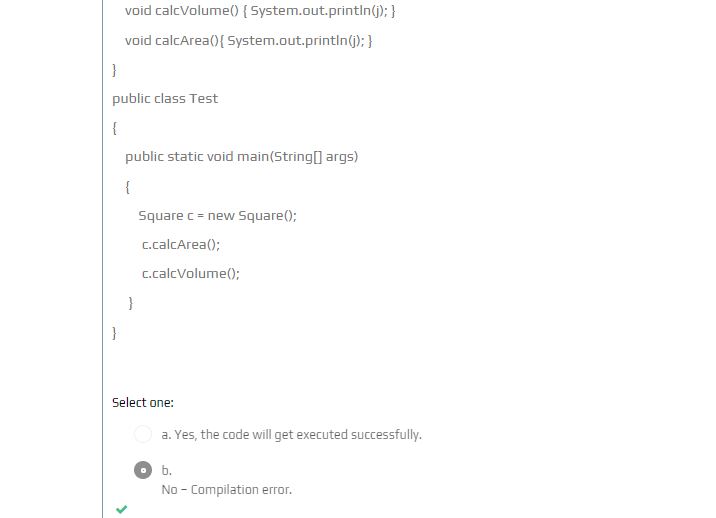 void calcVolume() { System.out.println(j); }
void calcArea(){ System.out.println(j); }
}
public class Test
{
public static void main(String[] args)
{
Square c = new Square();
c.calcArea();
c.calcVolume();
}
}
Select one:
a. Yes, the code will get executed successfully.
b.
No – Compilation error.